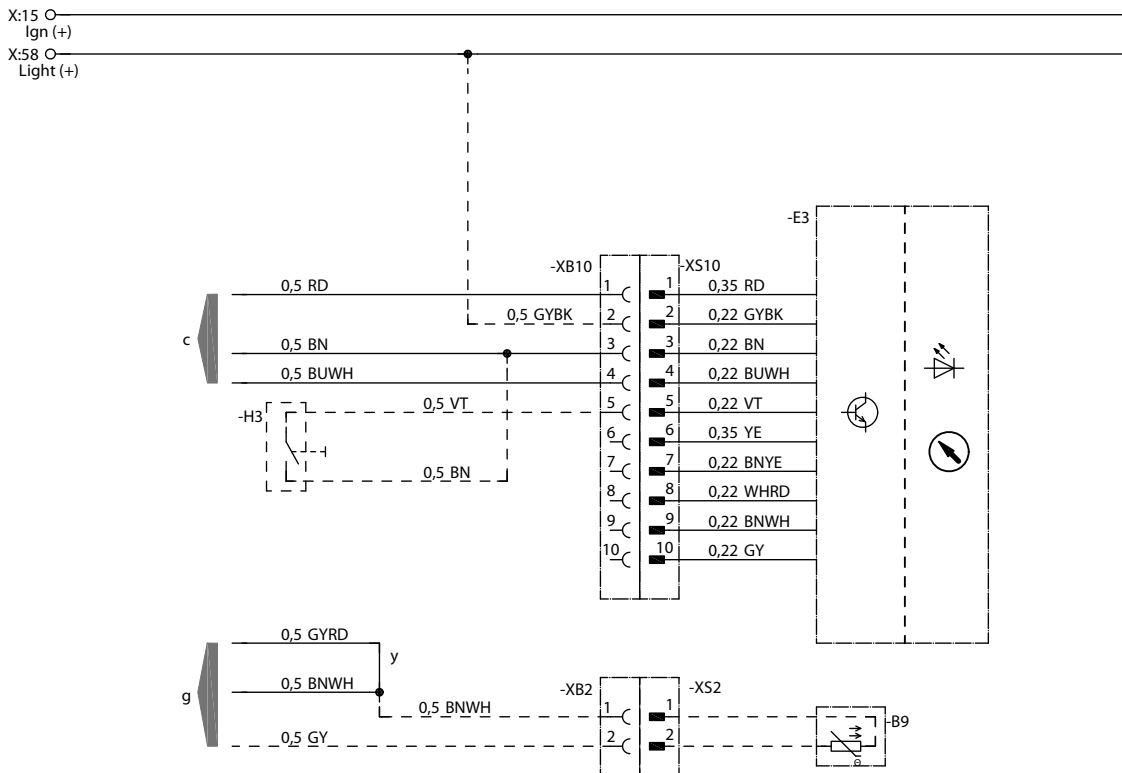 X:15
Ign (+)
X:58
Light (+)
-E3
-XB10
-XS10
0,5 RD
1
1
0,35 RD
0,5 GYBK
2
2
0,22 GYBK
c
0,5 BN
3
3
0,22 BN
0,5 BUWH
4
4
0,22 BUWH
-H3
0,5 VT
5
5
0,22 VT
6
6
0,35 YE
0,5 BN
7
7
0,22 BNYE
8
8
0,22 WHRD
9
9
0,22 BNWH
10
10
0,22 GY
0,5 GYRD
y
g
0,5 BNWH
-XB2
-XS2
0,5 BNWH
1
1
-B9
0,5 GY
2
2
Θ